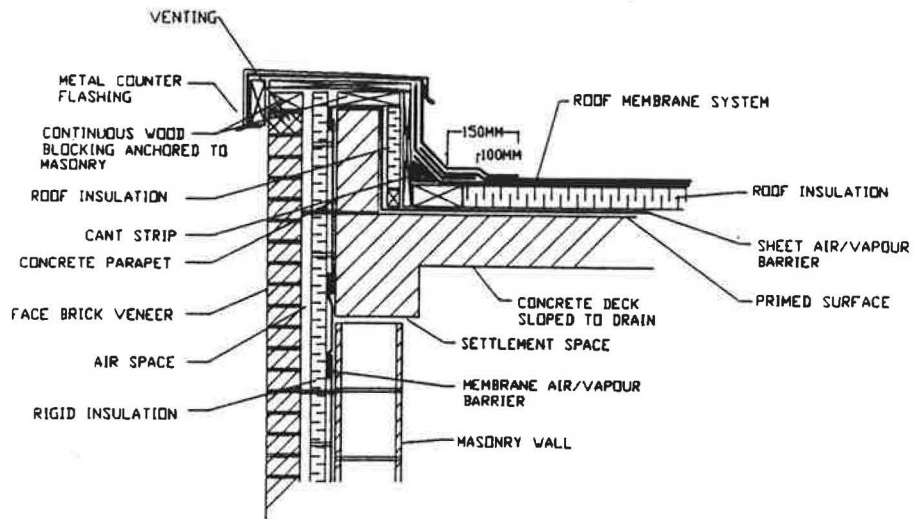 VENTING
METAL COUNTER
FLASHING
CONTINUOUS WOOD
BLOCKING ANCHORED TO
MASONRY
ROOF INSULATION
CANT STRIP
CONCRETE PARAPET
FACE BRICK VENEER
AIR SPACE
RIGID INSULATION
ROOF MEMBRANE SYSTEM
150MM
100MM
ROOF INSULATION
SHEET AIR/VAPOUR
BARRIER
PRIMED SURFACE
CONCRETE DECK
SLOPED TO DRAIN
SETTLEMENT SPACE
MEMBRANE AIR/VAPOUR
BARRIER
MASONRY WALL